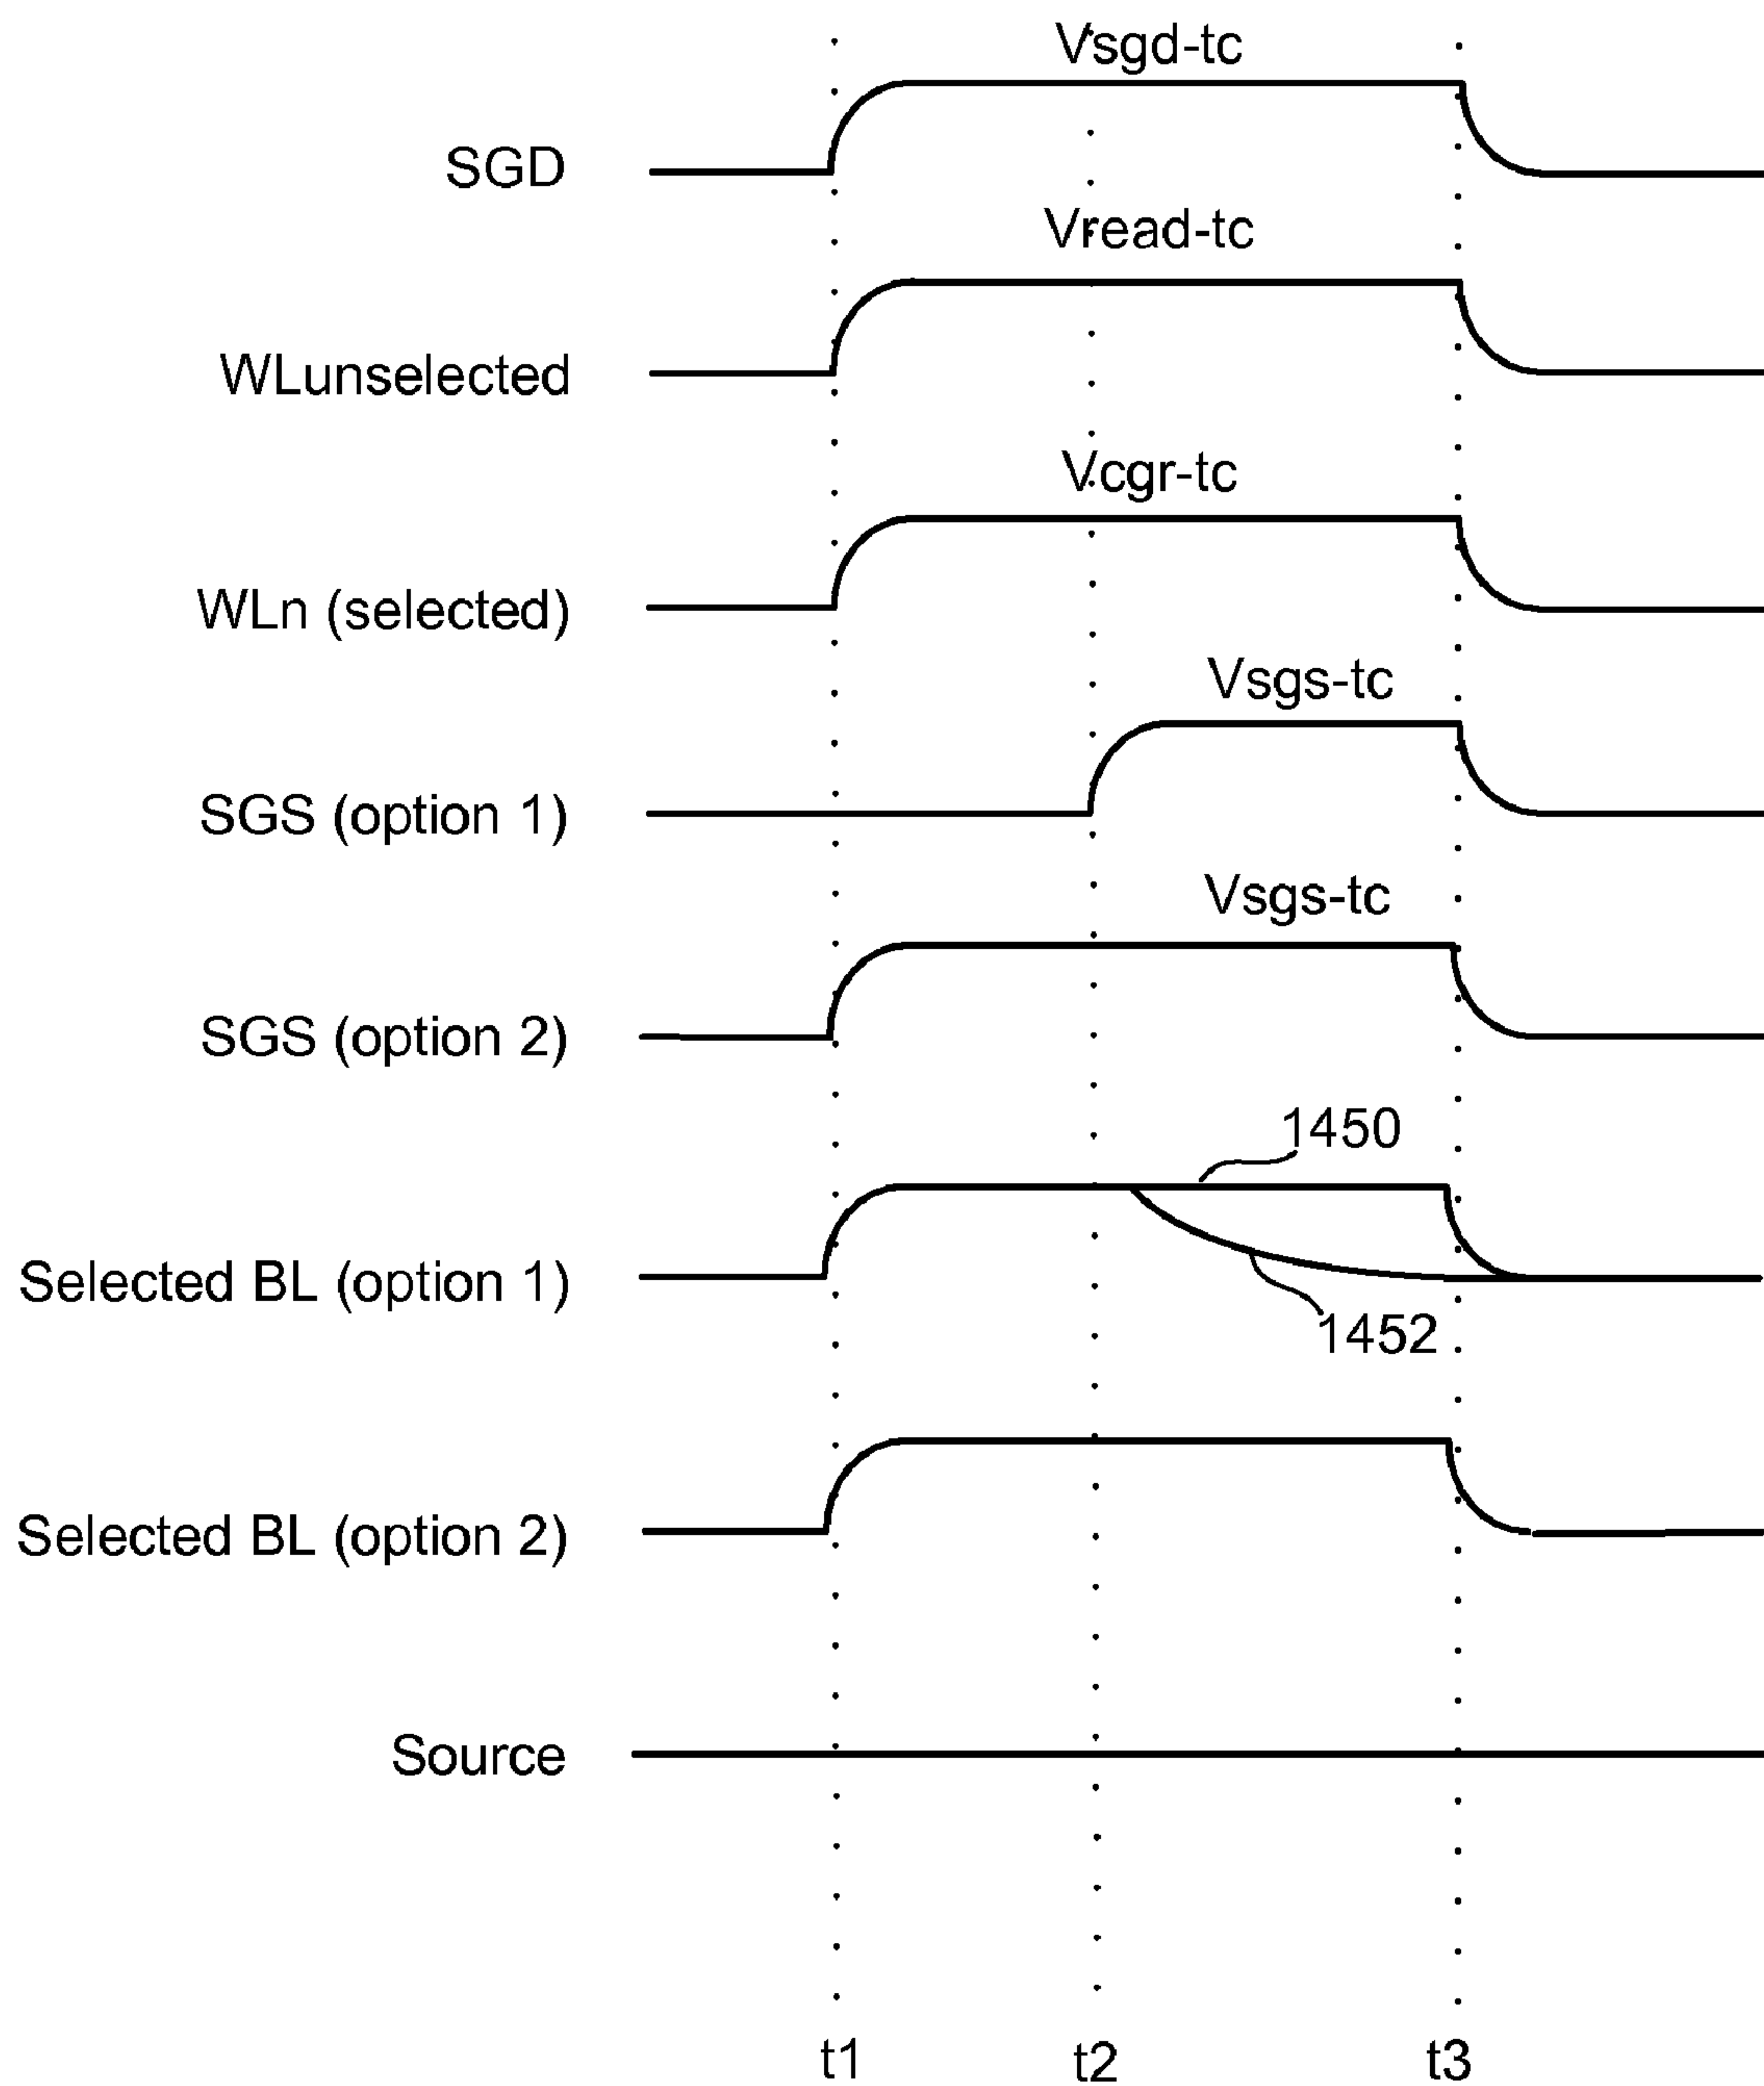 Vsgd-tc
SGD
Vread-tc
WLunselected
Vcgr-tc
WLn (selected)
Vsgs-tc
SGS (option 1)
Vsgs-tc
SGS (option 2)
1450
Selected BL (option 1)
1452
Selected BL (option 2)
Source
t1 t2 t3